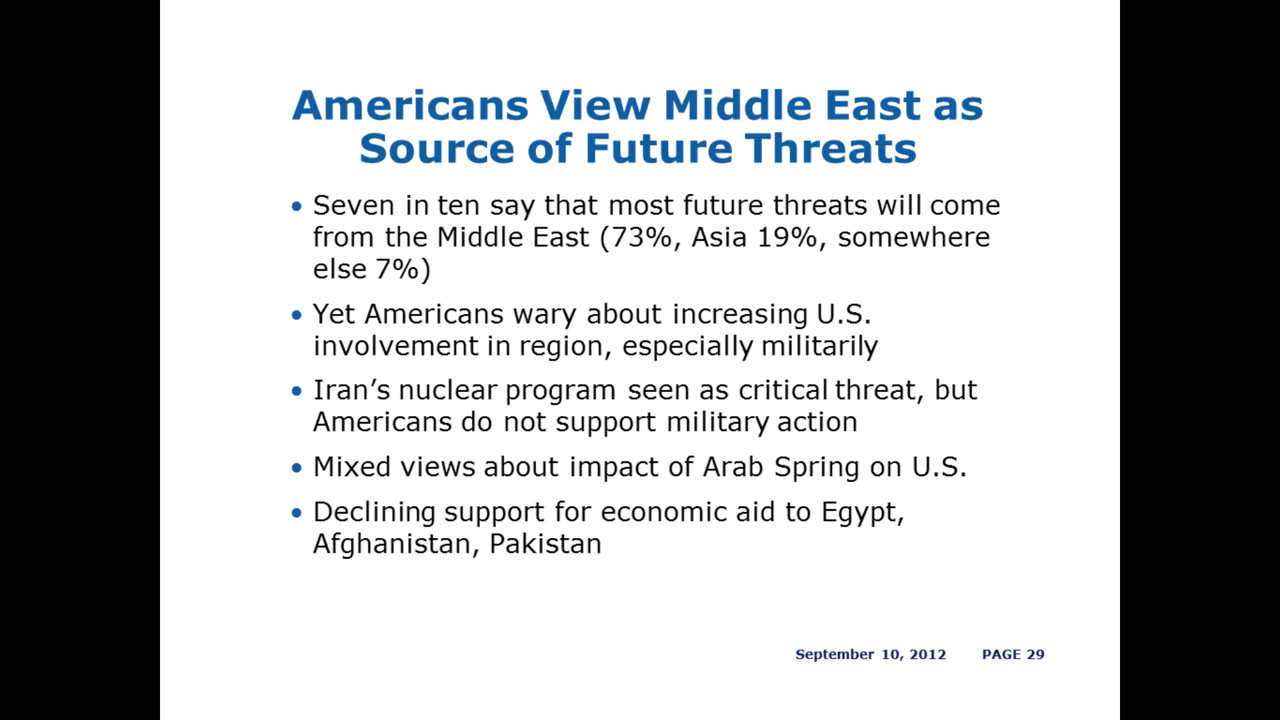 Americans View Middle East as
Source of Future Threats
• Seven in ten say that most future threats will come
from the Middle East (73%, Asia 19%, somewhere
else 7%)
• Yet Americans wary about increasing U.S.
involvement in region, especially militarily
• Iran’s nuclear program seen as critical threat, but
Americans do not support military action
• Mixed views about impact of Arab Spring on U.S.
• Declining support for economic aid to Egypt,
Afghanistan, Pakistan
September 10, 2012 PAGE 29